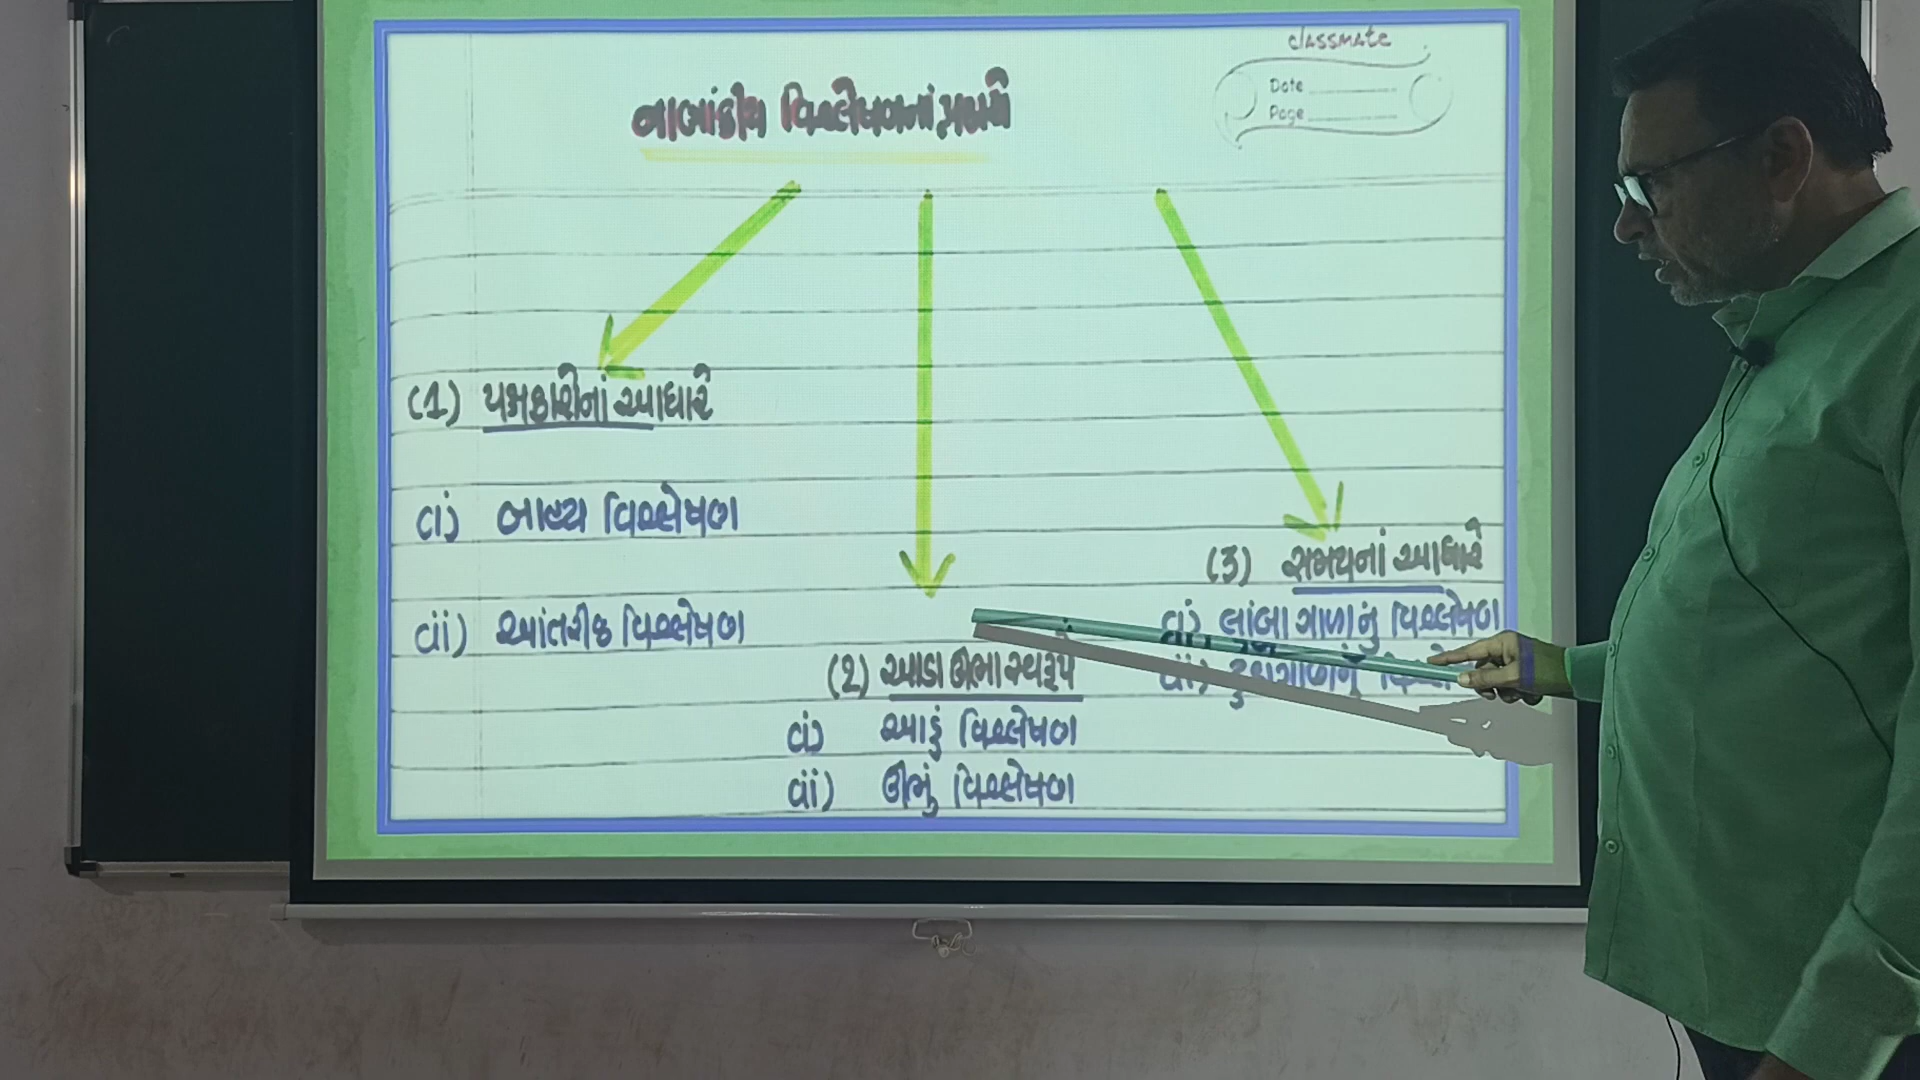 classmate
Date
Page
નાણાંકીય વિશ્લેષણનાં પ્રકારો
(1) પક્ષકારોનાં આધારે
(i) બાહ્ય વિશ્લેષણ
(ii) આંતરીક વિશ્લેષણ
(2) આડા ઊભા સ્વરૂપે
(i) આડું વિશ્લેષણ
(ii) ઊભું વિશ્લેષણ
(3) સમયનાં આધારે
(i) લાંબા ગાળાનું વિશ્લેષણ
(ii) ટુંકાગાળાનું